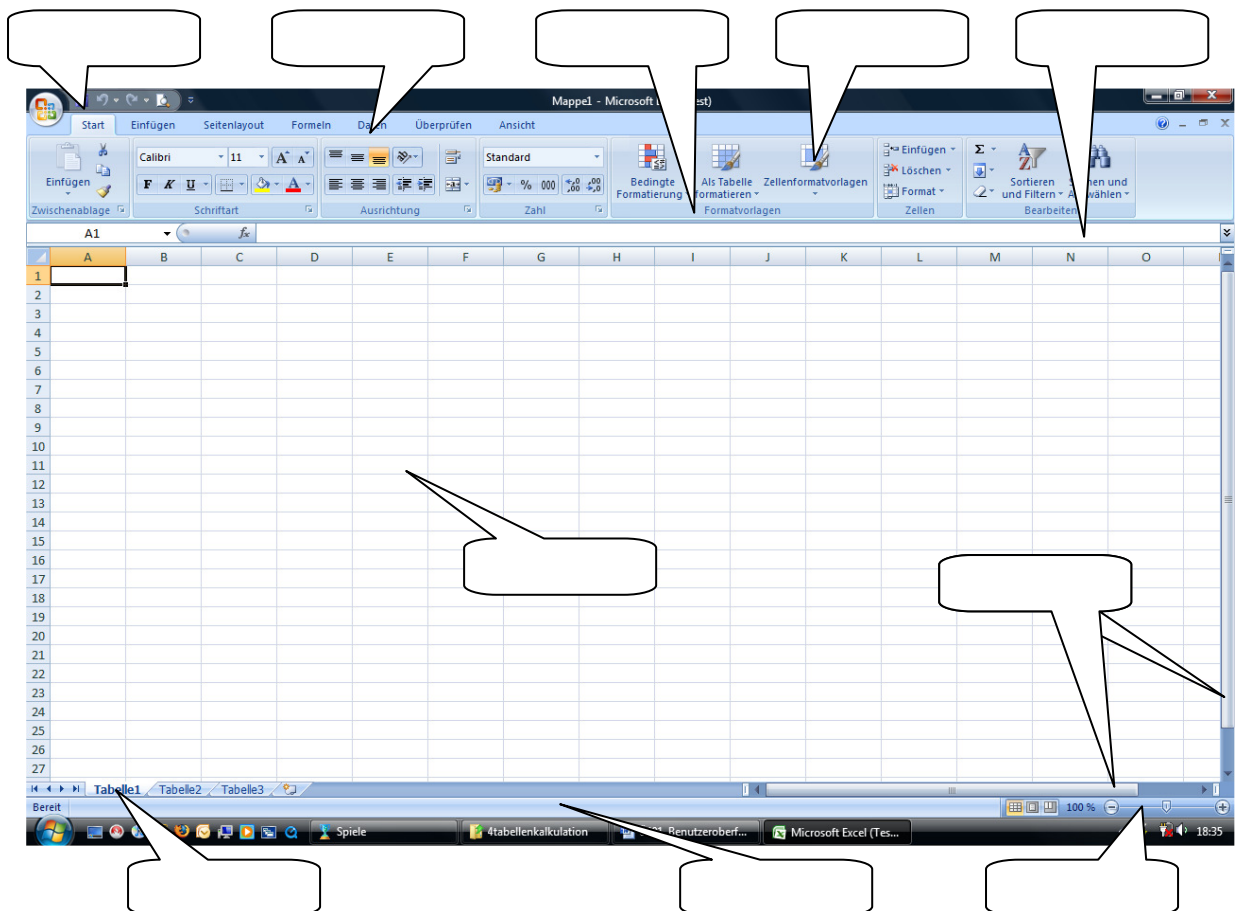 Mappe1 - Microsoft est)
Start Einfügen Seitenlayout Formeln Überprüfen Ansicht
Calibri 11 A A Standard
Einfügen
Löschen
Format
Einfügen
F K U A % 000
Bedingte Formatierung
Als Tabelle formatieren
Zellenformatvorlagen
Σ
Sortieren und Filtern
und
Zwischenablage Schriftart Ausrichtung Zahl Formatvorlagen Zellen Bearbeiten
A1 fx
A B C D E F G H I J K L M N O
1
2
3
4
5
6
7
8
9
10
11
12
13
14
15
16
17
18
19
20
21
22
23
24
25
26
27
Tabelle1 Tabelle2 Tabelle3
Bereit 100 %
Spiele 4tabellenkalkulation Benutzeroberf... Microsoft Excel (Tes... 18:35